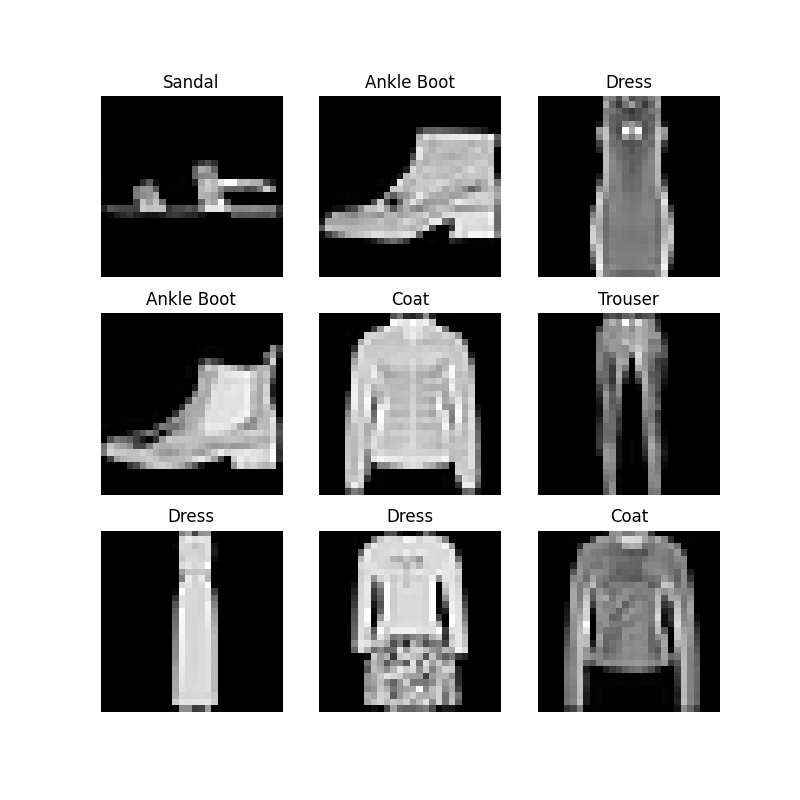 Sandal
Ankle Boot
Dress
Ankle Boot
Coat
Trouser
Dress
Dress
Coat